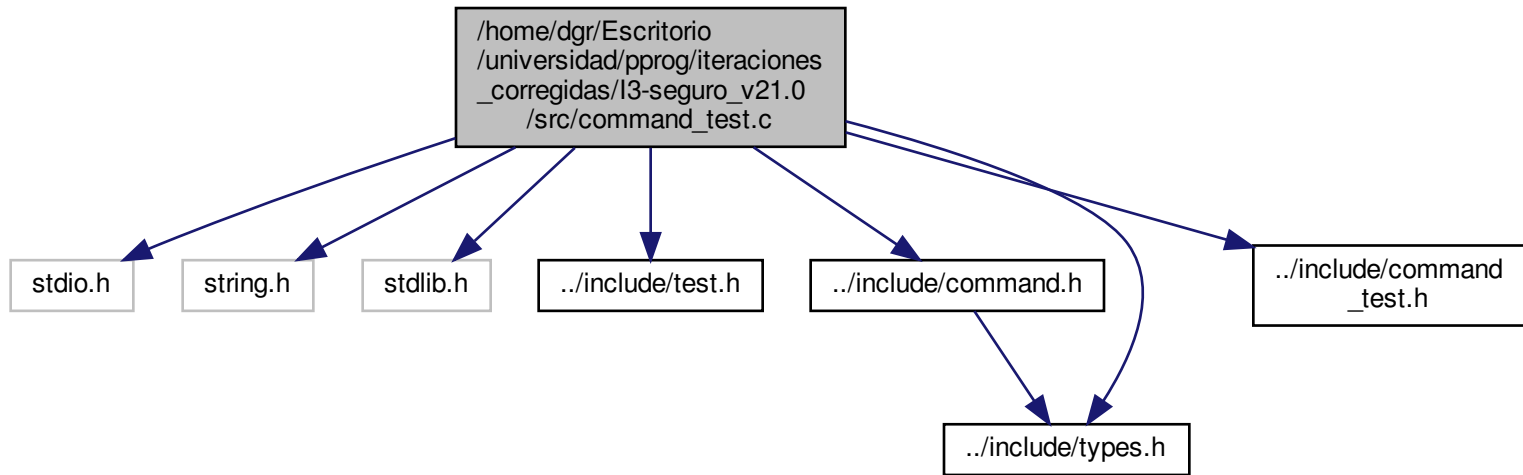 /home/dgr/Escritorio
/universidad/pprog/iteraciones
_corregidas/I3-seguro_v21.0
/src/command_test.c
stdio.h
string.h
stdlib.h
../include/test.h
../include/command.h
../include/command
_test.h
../include/types.h